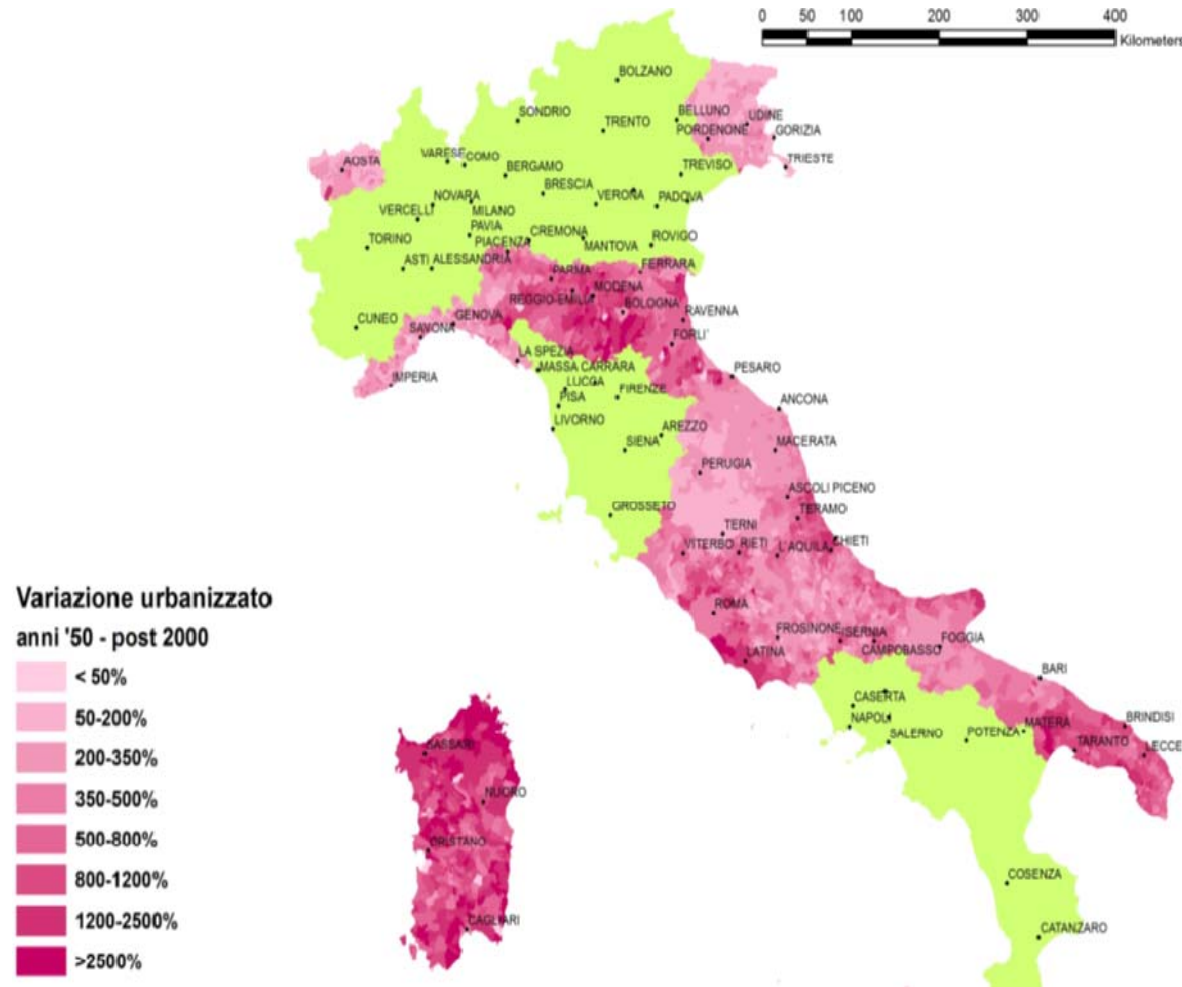 0 50 100 200 300 400
Kilometers
BOLZANO
SONDRIO
TRENTO
BELLUNO
UDINE
PORDENONE
GORIZIA
TRIESTE
AOSTA
VARESE
COMO
BERGAMO
TREVISO
BRESCIA
VERONA
PADOVA
NOVARA
VERCELLI
MILANO
PAVIA
TORINO
PIACENZA
CREMONA
MANTOVA
ROVIGO
ASTI
ALESSANDRIA
FERRARA
PARMA
REGGIO-EMILIA
MODENA
BOLOGNA
RAVENNA
CUNEO
SAVONA
GENOVA
FORLI'
LA SPEZIA
MASSA CARRARA
IMPERIA
LUCCA
FIRENZE
PESARO
PISA
ANCONA
LIVORNO
AREZZO
SIENA
MACERATA
PERUGIA
ASCOLI PICENO
GROSSETO
TERAMO
TERNI
VITERBO
RIETI
L'AQUILA
CHIETI
ROMA
FROSINONE
ISERNIA
LATINA
CAMPOBASSO
FOGGIA
BARI
CASERTA
NAPOLI
SALERNO
POTENZA
MATERA
BRINDISI
TARANTO
LECCE
SASSARI
NUORO
ORISTANO
CAGLIARI
COSENZA
CATANZARO
Variazione urbanizzato
anni '50 - post 2000
< 50%
50-200%
200-350%
350-500%
500-800%
800-1200%
1200-2500%
>2500%